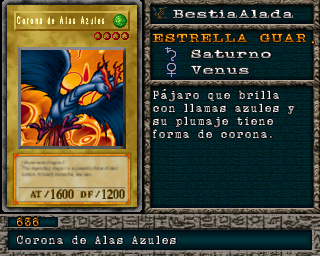 Corona de Alas Azules
AT/1600 DF/1200
BestiaAlada
ESTRELLA GUAR.
Saturno
Venus
Pájaro que brilla
con llamas azules y
su plumaje tiene
forma de corona.
636
Corona de Alas Azules